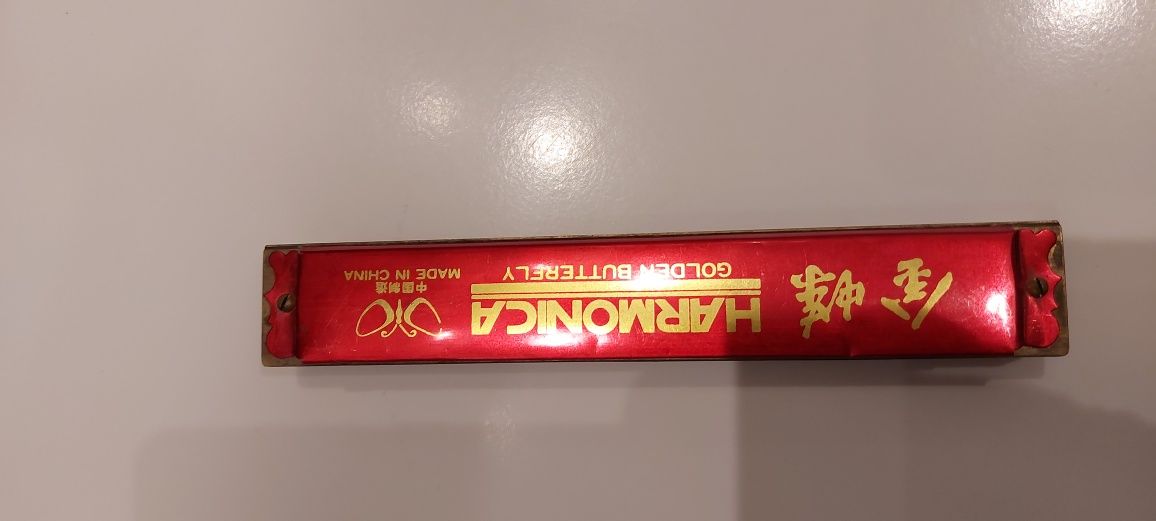 金蝶
HARMONICA
GOLDEN BUTTERFLY
中国制造
MADE IN CHINA